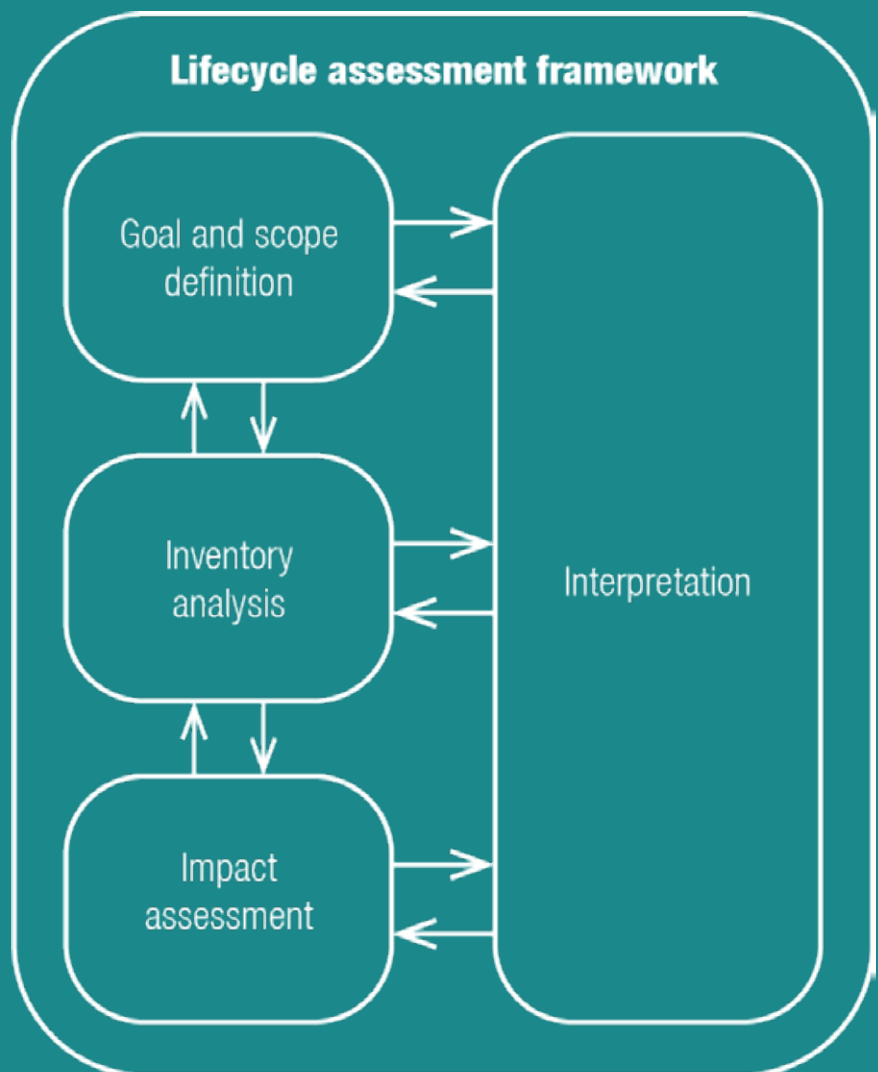 Lifecycle assessment framework
Goal and scope
definition
Inventory
analysis
Interpretation
Impact
assessment